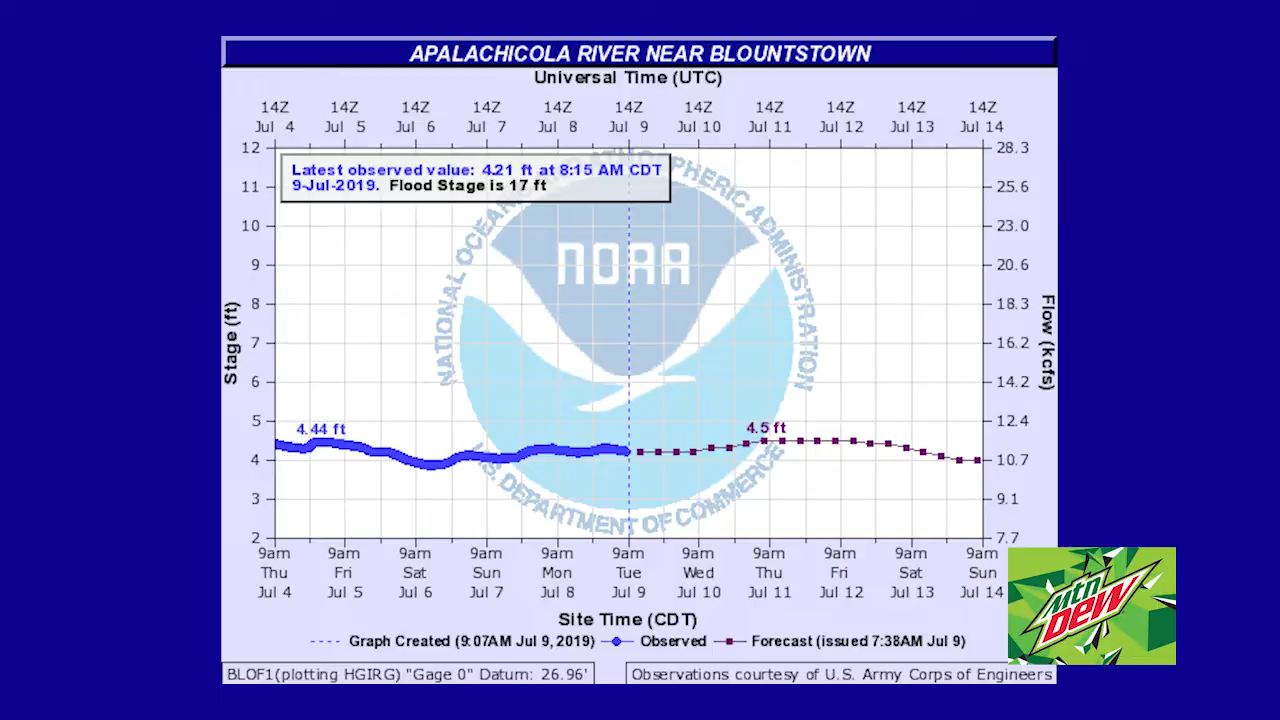 APALACHICOLA RIVER NEAR BLOUNTSTOWN
Universal Time (UTC)
14Z 14Z 14Z 14Z 14Z 14Z 14Z 14Z 14Z 14Z 14Z
Jul 4 Jul 5 Jul 6 Jul 7 Jul 8 Jul 9 Jul 10 Jul 11 Jul 12 Jul 13 Jul 14
Latest observed value: 4.21 ft at 8:15 AM CDT
9-Jul-2019. Flood Stage is 17 ft
12 28.3
11 25.6
10 23.0
9 20.6
8 18.3
7 16.2
6 14.2
5 12.4
4 10.7
3 9.1
2 7.7
Stage (ft)
Flow (kcfs)
NATIONAL OCEANIC AND ATMOSPHERIC ADMINISTRATION
NOAA
U.S. DEPARTMENT OF COMMERCE
4.44 ft
4.5 ft
9am 9am 9am 9am 9am 9am 9am 9am 9am 9am 9am
Thu Fri Sat Sun Mon Tue Wed Thu Fri Sat Sun
Jul 4 Jul 5 Jul 6 Jul 7 Jul 8 Jul 9 Jul 10 Jul 11 Jul 12 Jul 13 Jul 14
Site Time (CDT)
Graph Created (9:07AM Jul 9, 2019) Observed Forecast (issued 7:38AM Jul 9)
BLOF1(plotting HGIRG) "Gage 0" Datum: 26.96'
Observations courtesy of U.S. Army Corps of Engineers
mtn
DEW